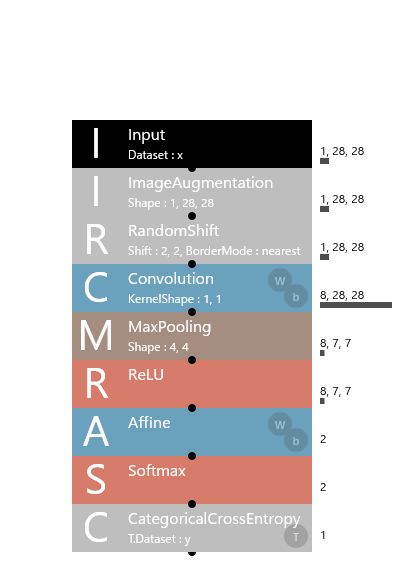 I
Input
Dataset : x
1, 28, 28
I
ImageAugmentation
Shape : 1, 28, 28
1, 28, 28
R
RandomShift
Shift : 2, 2, BorderMode : nearest
1, 28, 28
C
Convolution
KernelShape : 1, 1
W
b
8, 28, 28
M
MaxPooling
Shape : 4, 4
8, 7, 7
R
ReLU
8, 7, 7
A
Affine
W
b
2
S
Softmax
2
C
CategoricalCrossEntropy
T.Dataset : y
T
1